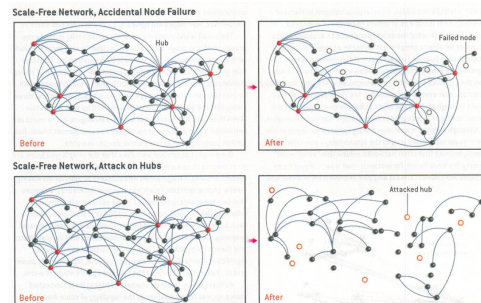 Scale-Free Network, Accidental Node Failure
Hub
Before
Failed node
After
Scale-Free Network, Attack on Hubs
Hub
Before
Attacked hub
After